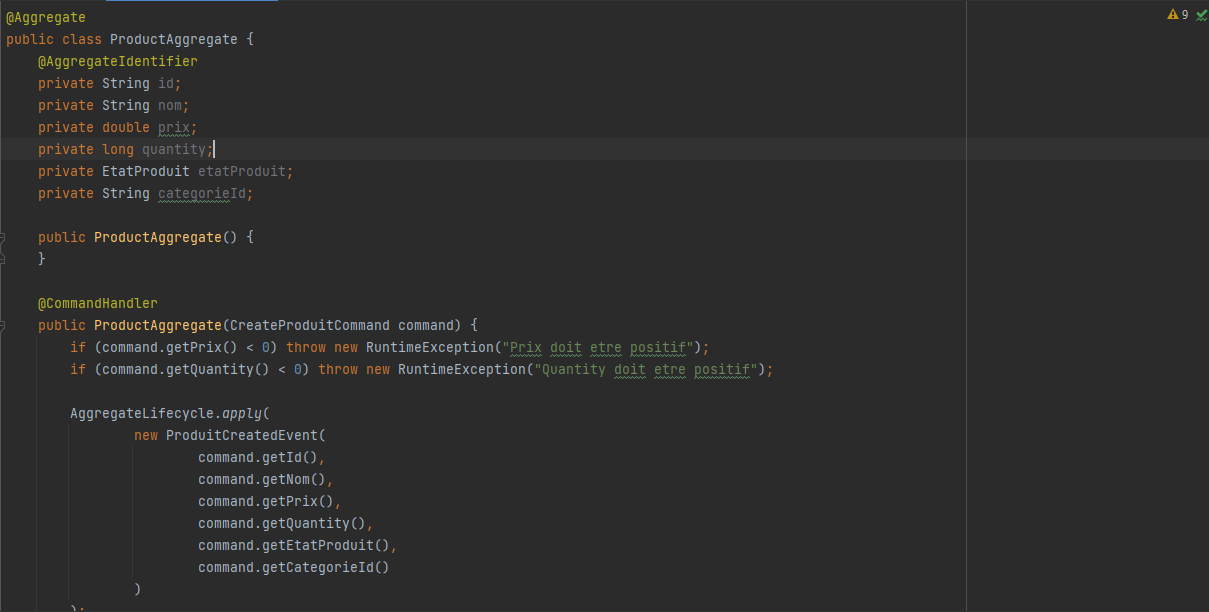 @Aggregate
9
public class ProductAggregate {
@AggregateIdentifier
private String id;
private String nom;
private double prix;
private long quantity;
private EtatProduit etatProduit;
private String categorieId;
public ProductAggregate() {
}
@CommandHandler
public ProductAggregate(CreateProduitCommand command) {
if (command.getPrix() < 0) throw new RuntimeException("Prix doit etre positif");
if (command.getQuantity() < 0) throw new RuntimeException("Quantity doit etre positif");
AggregateLifecycle.apply(
new ProduitCreatedEvent(
command.getId(),
command.getNom(),
command.getPrix(),
command.getQuantity(),
command.getEtatProduit(),
command.getCategorieId()
)
);